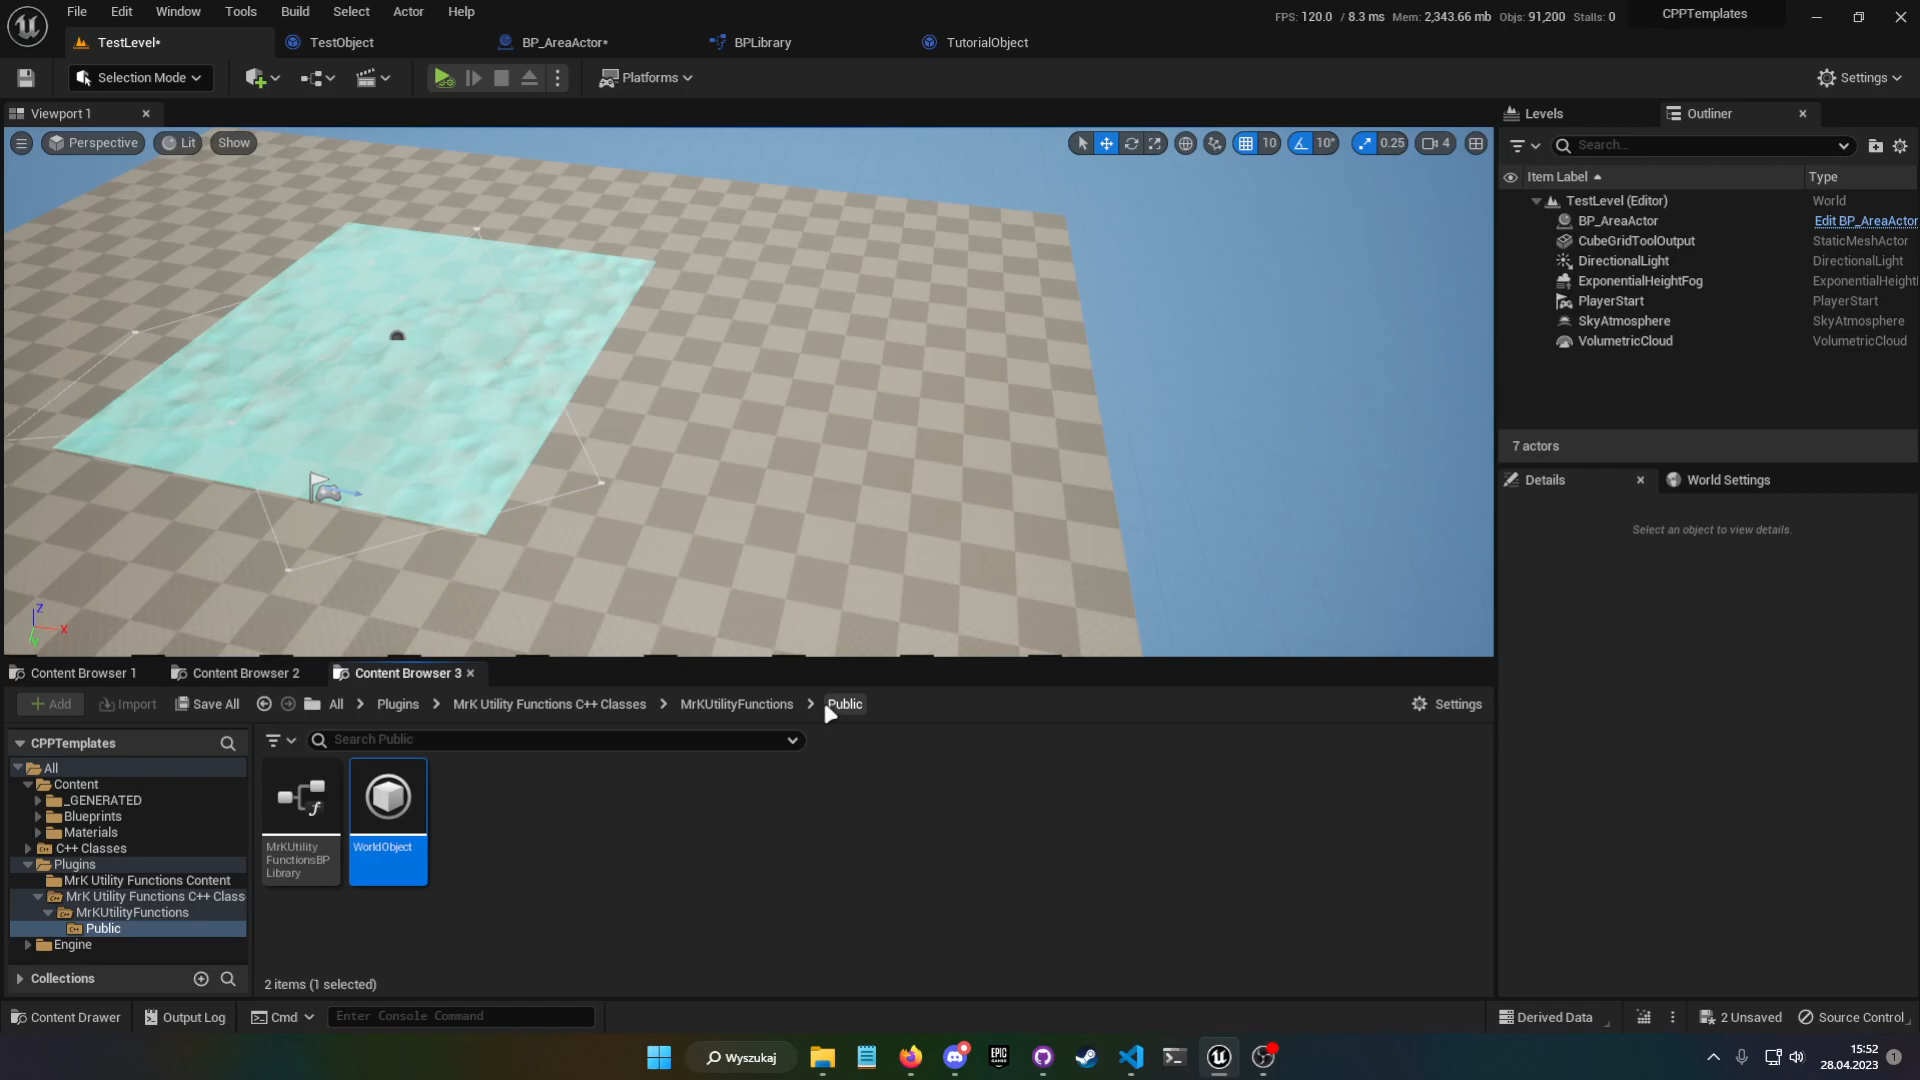 File Edit Window Tools Build Select Actor Help
FPS: 120.0 / 8.3 ms Mem: 2,343.66 mb Objs: 91,200 Stalls: 0
CPPTemplates
TestLevel* TestObject BP_AreaActor* BPLibrary TutorialObject
Selection Mode Platforms Settings
Viewport 1
Perspective Lit Show
10 10° 0.25 4
Z
X
Levels Outliner
Search...
Item Label Type
TestLevel (Editor) World
BP_AreaActor Edit BP_AreaActor
CubeGridToolOutput StaticMeshActor
DirectionalLight DirectionalLight
ExponentialHeightFog ExponentialHeight
PlayerStart PlayerStart
SkyAtmosphere SkyAtmosphere
VolumetricCloud VolumetricCloud
7 actors
Details World Settings
Select an object to view details.
Content Browser 1 Content Browser 2 Content Browser 3
Add Import Save All All Plugins MrK Utility Functions C++ Classes MrKUtilityFunctions Public Settings
CPPTemplates
All
Content
_GENERATED
Blueprints
Materials
C++ Classes
Plugins
MrK Utility Functions Content
MrK Utility Functions C++ Class
MrKUtilityFunctions
Public
Engine
Collections
Search Public
MrKUtility
FunctionsBP
Library
WorldObject
2 items (1 selected)
Content Drawer Output Log Cmd Enter Console Command Derived Data 2 Unsaved Source Control
Wyszukaj
EPIC
GAMES
15:52
28.04.2023
1